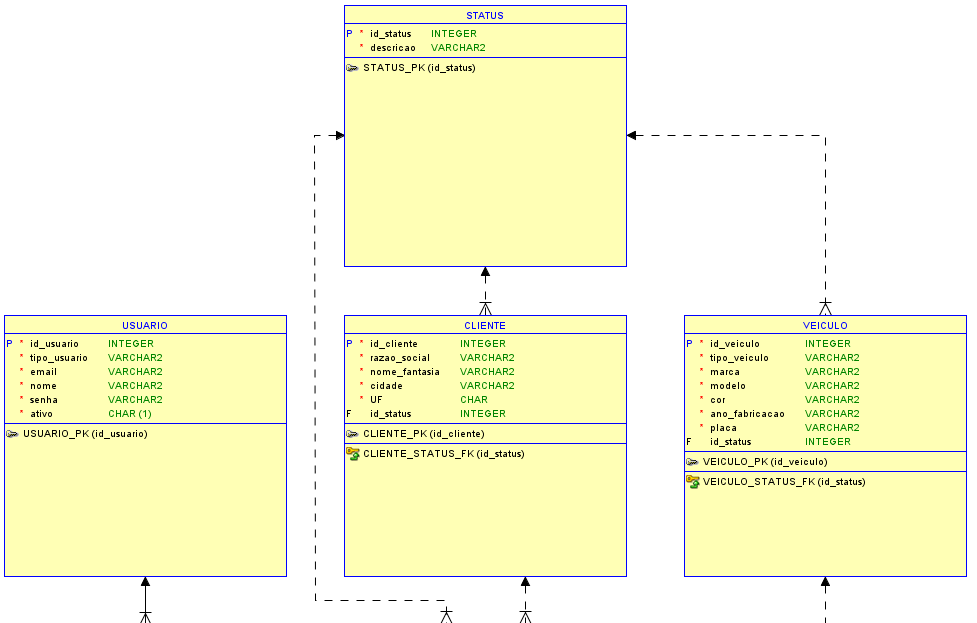 STATUS
P * id_status INTEGER
* descricao VARCHAR2
STATUS_PK (id_status)
USUARIO
P * id_usuario INTEGER
* tipo_usuario VARCHAR2
* email VARCHAR2
* nome VARCHAR2
* senha VARCHAR2
* ativo CHAR (1)
USUARIO_PK (id_usuario)
CLIENTE
P * id_cliente INTEGER
* razao_social VARCHAR2
* nome_fantasia VARCHAR2
* cidade VARCHAR2
* UF CHAR
F id_status INTEGER
CLIENTE_PK (id_cliente)
CLIENTE_STATUS_FK (id_status)
VEICULO
P * id_veiculo INTEGER
* tipo_veiculo VARCHAR2
* marca VARCHAR2
* modelo VARCHAR2
* cor VARCHAR2
* ano_fabricacao VARCHAR2
* placa VARCHAR2
F id_status INTEGER
VEICULO_PK (id_veiculo)
VEICULO_STATUS_FK (id_status)